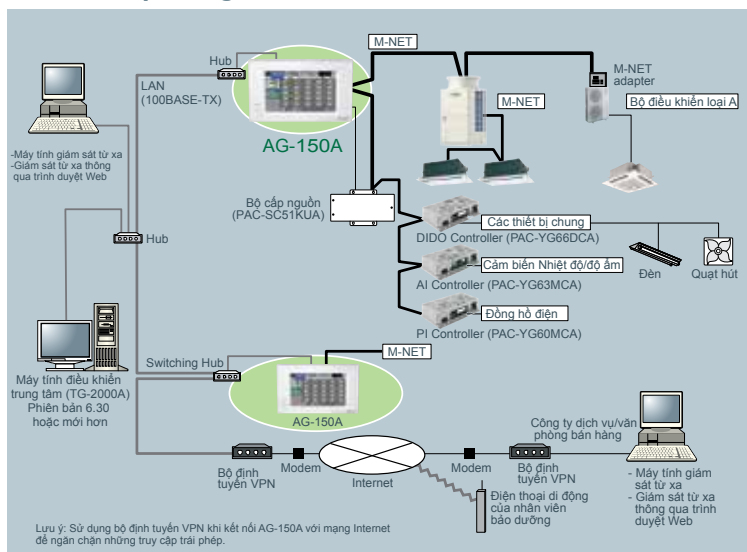 Hub
LAN
(100BASE-TX)
M-NET
M-NET
adapter
M-NET
Bộ điều khiển loại A
AG-150A
-Máy tính giám sát từ xa
-Giám sát từ xa thông
qua trình duyệt Web
Bộ cấp nguồn
(PAC-SC51KUA)
Các thiết bị chung
DIDO Controller (PAC-YG66DCA)
Hub
Cảm biến Nhiệt độ/độ ẩm
AI Controller (PAC-YG63MCA)
Đèn
Quạt hút
Đồng hồ điện
PI Controller (PAC-YG60MCA)
Switching Hub
M-NET
Máy tính điều khiển
trung tâm (TG-2000A)
Phiên bản 6.30
hoặc mới hơn
AG-150A
Công ty dịch vụ/văn
phòng bán hàng
Bộ định
tuyến VPN
Modem
Internet
Modem
Bộ định
tuyến VPN
- Máy tính giám
sát từ xa
- Giám sát từ xa
thông qua trình
duyệt Web
Điện thoại di động
của nhân viên
bảo dưỡng
Lưu ý: Sử dụng bộ định tuyến VPN khi kết nối AG-150A với mạng Internet
để ngăn chặn những truy cập trái phép.